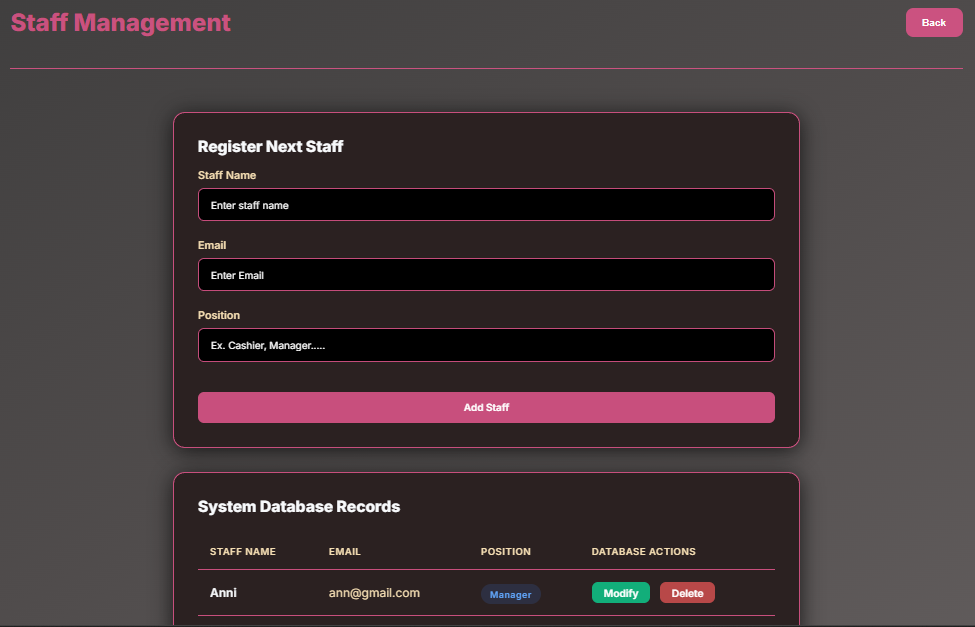 Staff Management
Back
Register Next Staff
Staff Name
Enter staff name
Email
Enter Email
Position
Ex. Cashier, Manager.....
Add Staff
System Database Records
STAFF NAME EMAIL POSITION DATABASE ACTIONS
Anni ann@gmail.com Manager Modify Delete